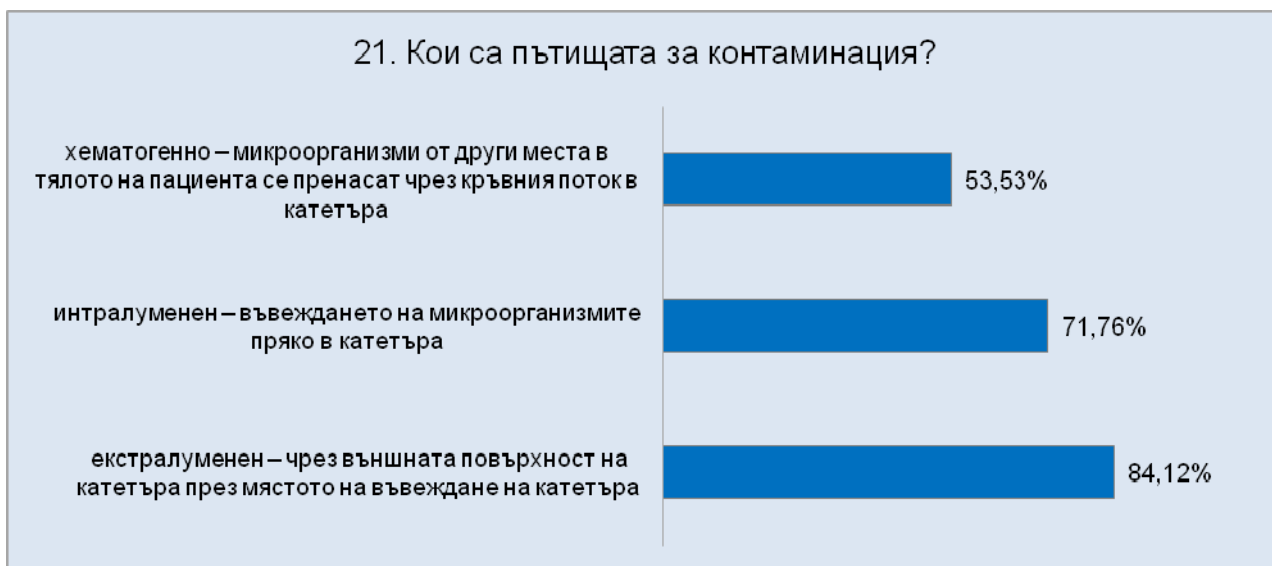 21. Кои са пътищата за контаминация?
хематогенно – микроорганизми от други места в
тялото на пациента се пренасат чрез кръвния поток в
катетъра
53,53%
интралуменен – въвеждането на микроорганизмите
пряко в катетъра
71,76%
екстралуменен – чрез външната повърхност на
катетъра през мястото на въвеждане на катетъра
84,12%